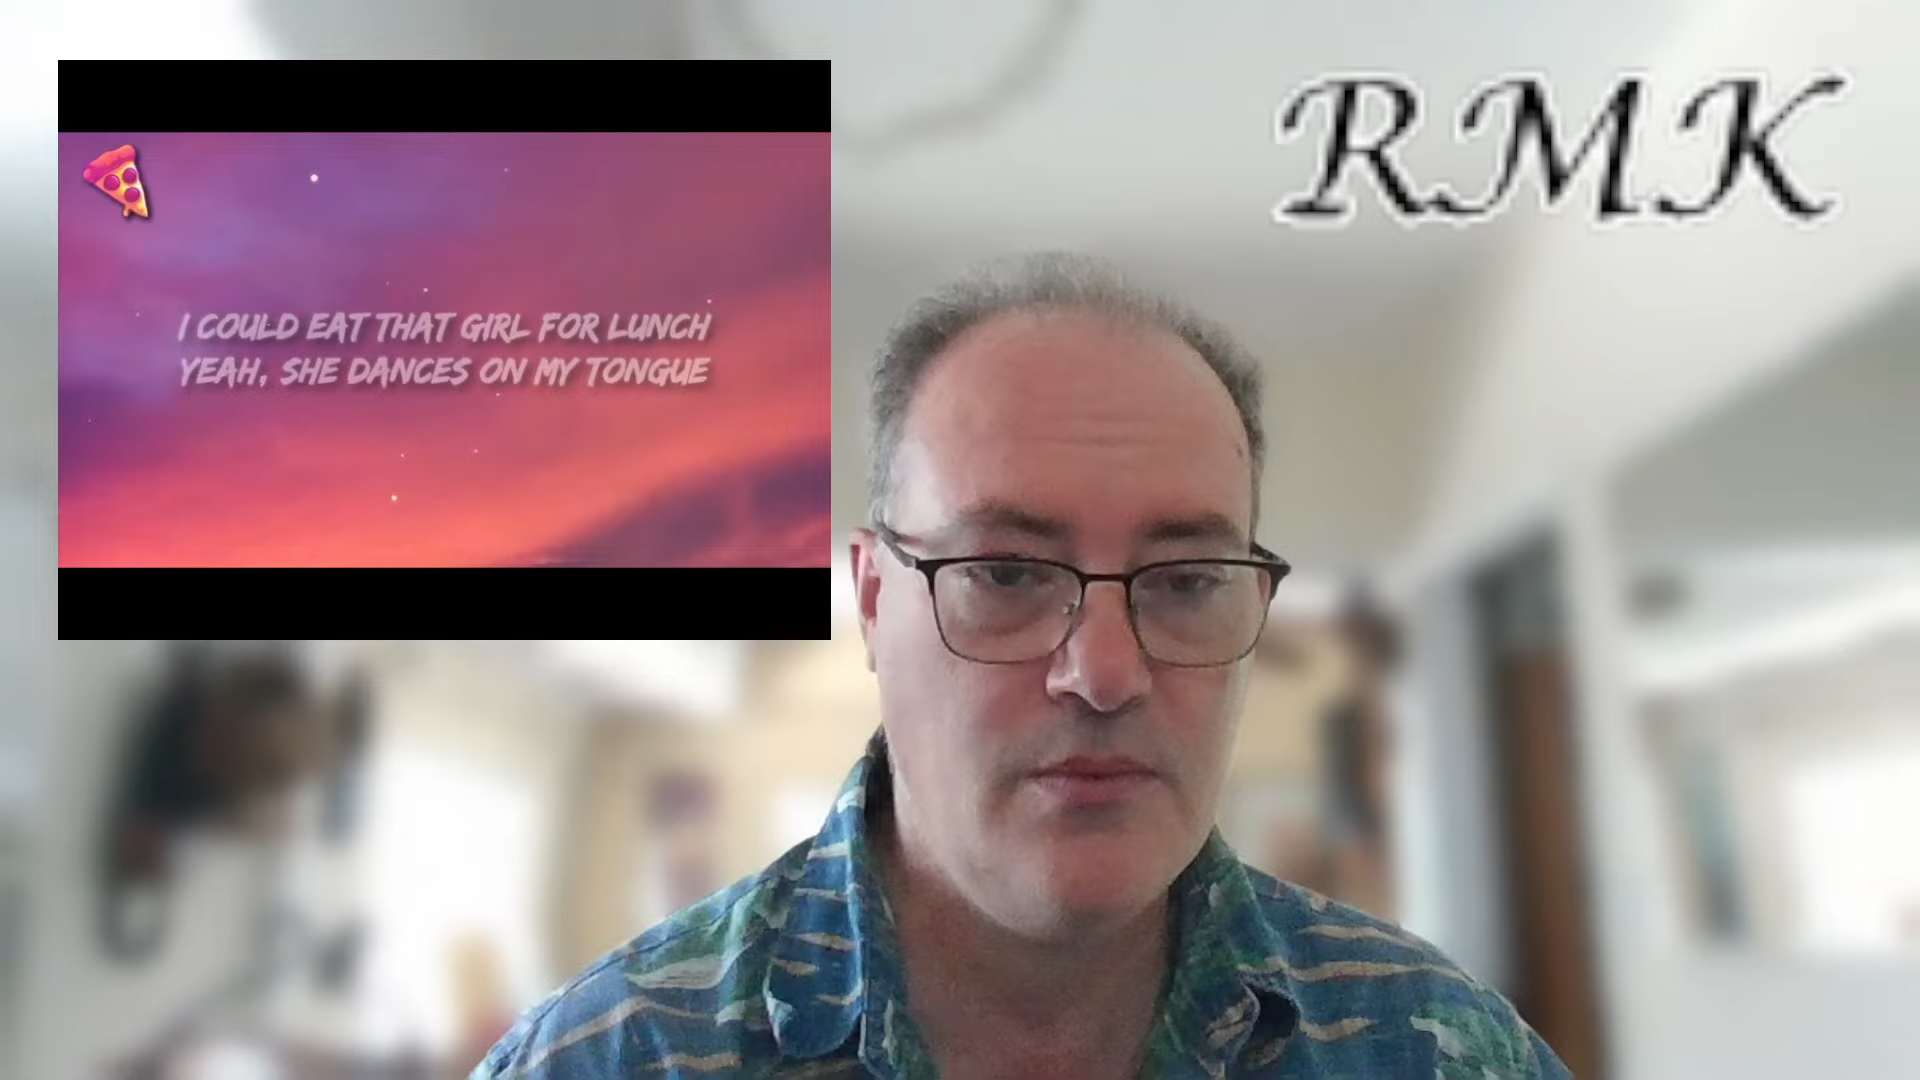 I COULD EAT THAT GIRL FOR LUNCH
YEAH, SHE DANCES ON MY TONGUE
RMK